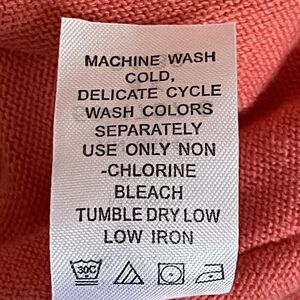 MACHINE WASH
COLD,
DELICATE CYCLE
WASH COLORS
SEPARATELY
USE ONLY NON
-CHLORINE
BLEACH
TUMBLE DRY LOW
LOW IRON
30C